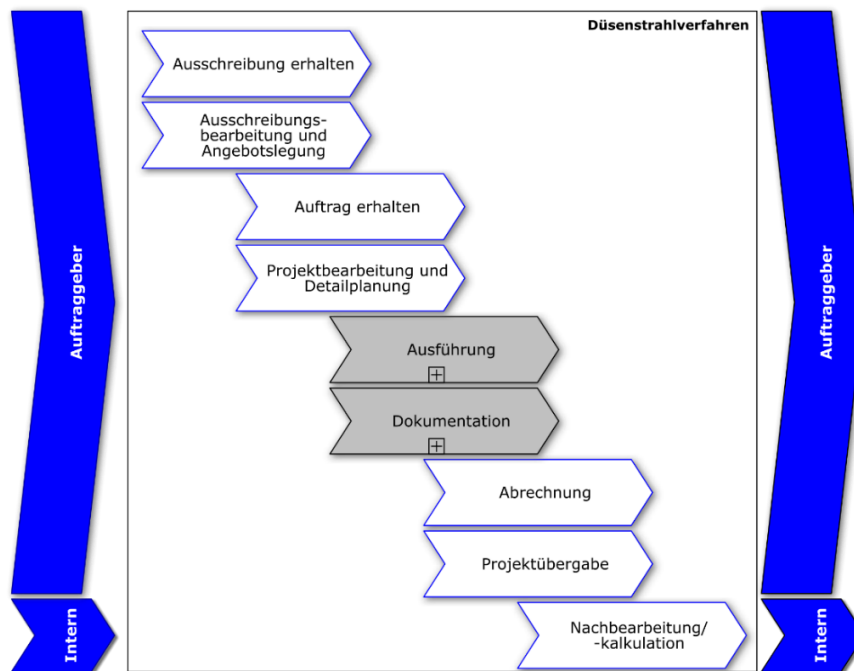 Düsenstrahlverfahren
Auftraggeber
Ausschreibung erhalten
Ausschreibungs-
bearbeitung und
Angebotslegung
Auftrag erhalten
Projektbearbeitung und
Detailplanung
Ausführung
Dokumentation
Abrechnung
Projektübergabe
Nachbearbeitung/
-kalkulation
Intern
Auftraggeber
Intern